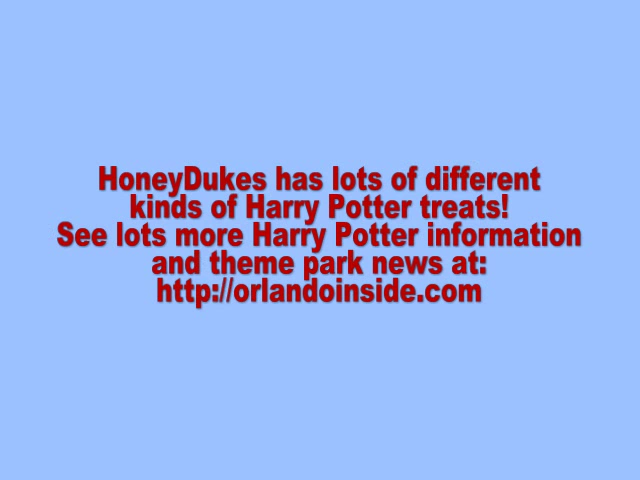 HoneyDukes has lots of different
kinds of Harry Potter treats!
See lots more Harry Potter information
and theme park news at:
http://orlandoinside.com